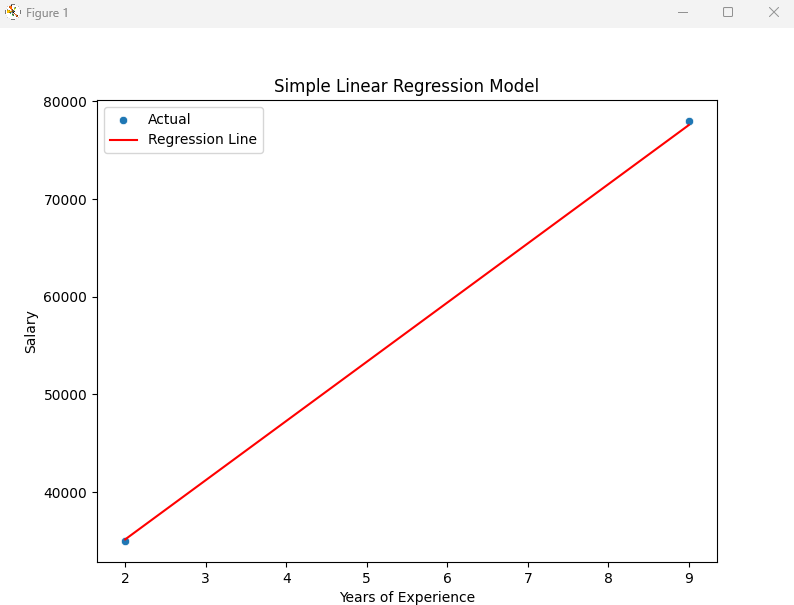 Figure 1
Simple Linear Regression Model
80000
70000
60000
50000
40000
Salary
Actual
Regression Line
2 3 4 5 6 7 8 9
Years of Experience